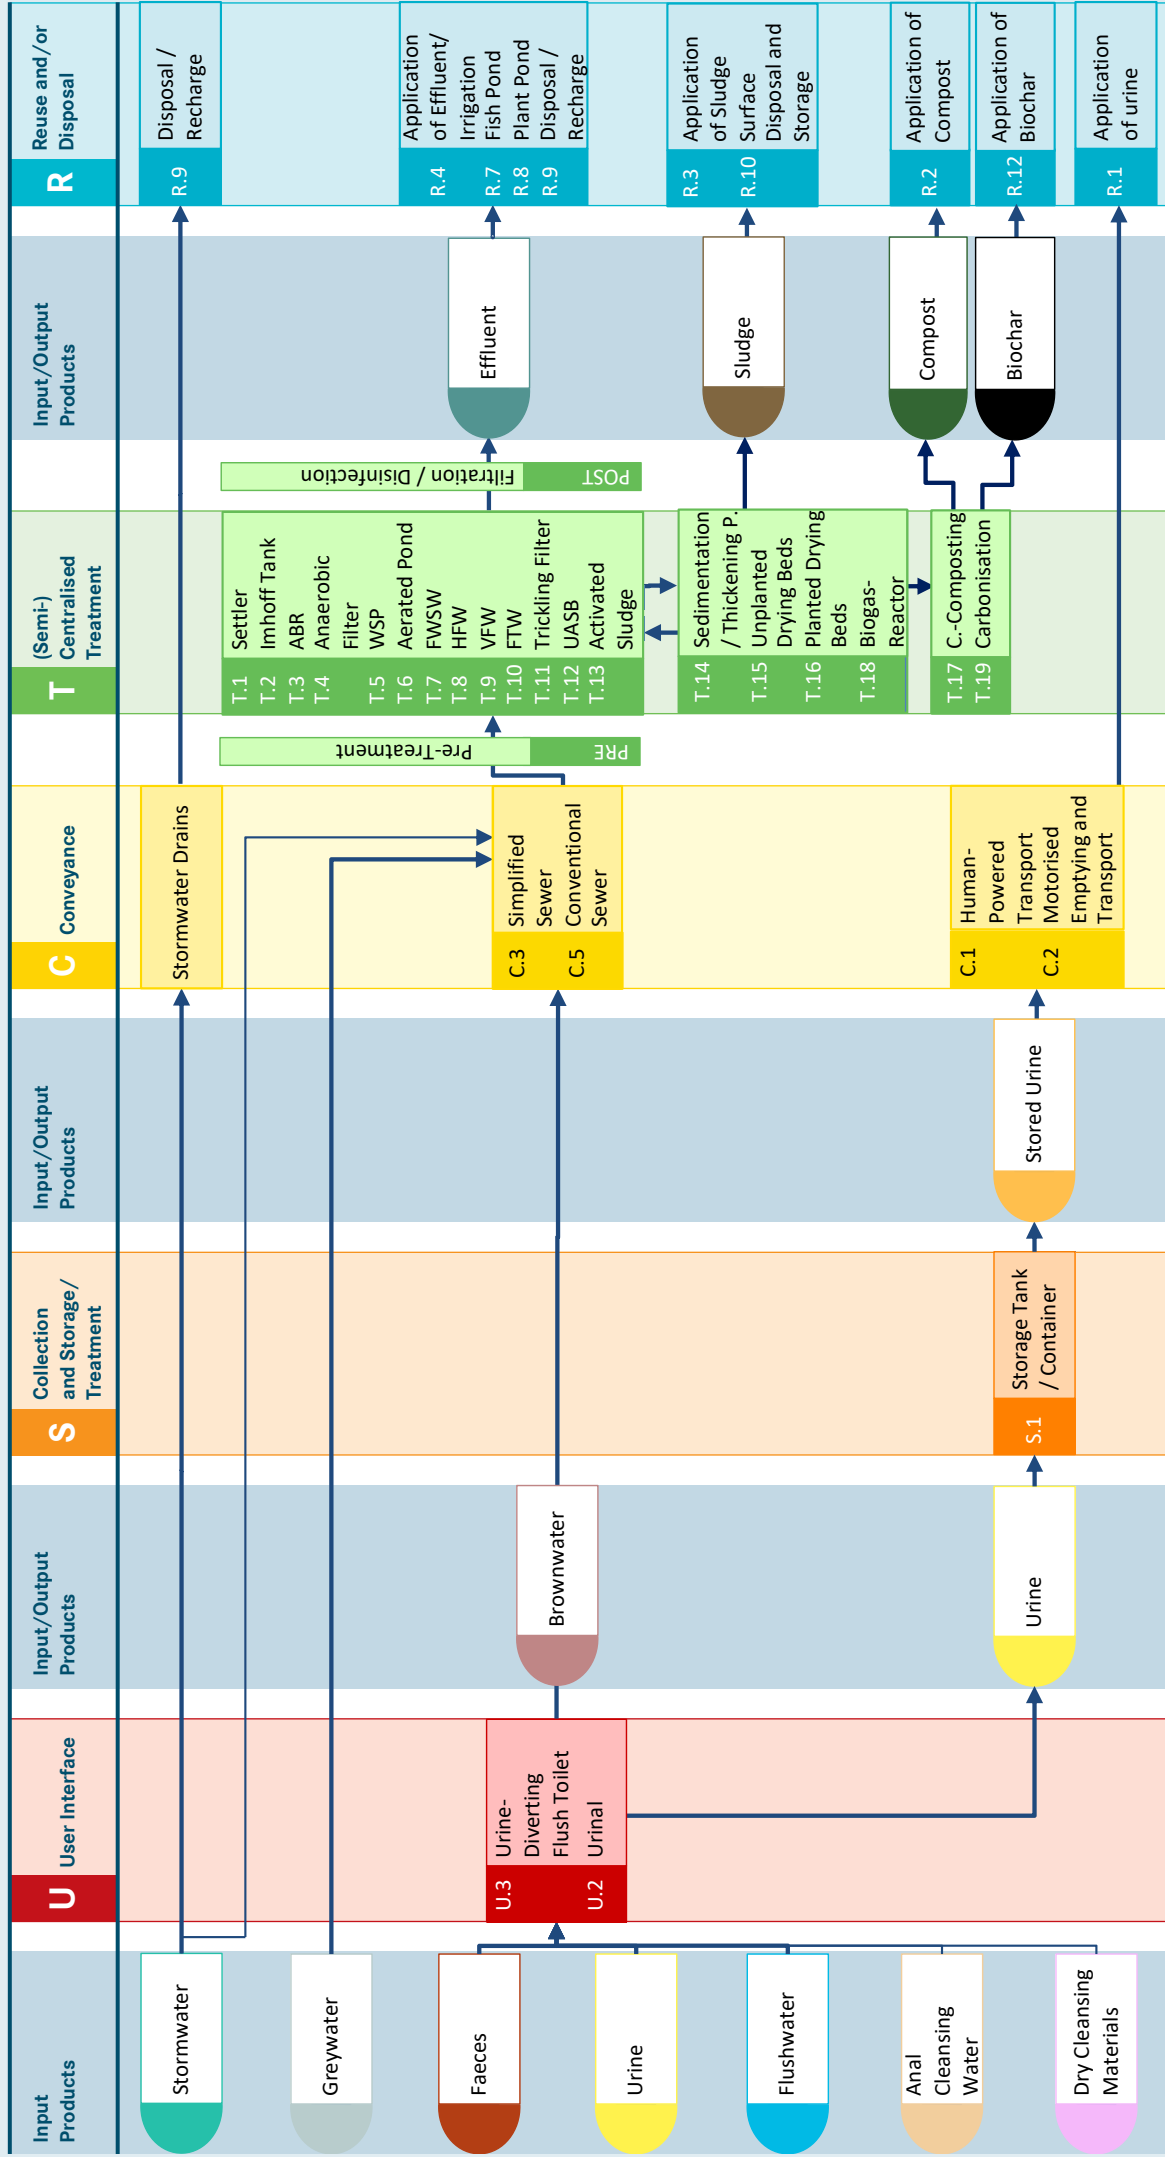 Input
Products
U
User Interface
Input/Output
Products
S
Collection
and Storage/
Treatment
Input/Output
Products
C
Conveyance
T
(Semi-)
Centralised
Treatment
Input/Output
Products
R
Reuse and/or
Disposal
Stormwater
Stormwater Drains
R.9
Disposal /
Recharge
Greywater
Faeces
Urine
Flushwater
Anal
Cleansing
Water
Dry Cleansing
Materials
U.3
Urine-
Diverting
Flush Toilet
U.2
Urinal
Brownwater
Urine
S.1
Storage Tank
/ Container
Stored Urine
C.3
Simplified
Sewer
C.5
Conventional
Sewer
C.1
Human-
Powered
Transport
C.2
Motorised
Emptying and
Transport
PRE
Pre-Treatment
T.1
Settler
T.2
Imhoff Tank
T.3
ABR
T.4
Anaerobic
Filter
T.5
WSP
T.6
Aerated Pond
T.7
FWSW
T.8
HFW
T.9
VFW
T.10
FTW
T.11
Trickling Filter
T.12
UASB
T.13
Activated
Sludge
T.14
Sedimentation
/ Thickening P.
T.15
Unplanted
Drying Beds
T.16
Planted Drying
Beds
T.18
Biogas-
Reactor
T.17
C.-Composting
T.19
Carbonisation
POST
Filtration / Disinfection
Effluent
Sludge
Compost
Biochar
R.4
Application
of Effluent/
Irrigation
R.7
Fish Pond
R.8
Plant Pond
R.9
Disposal /
Recharge
R.3
Application
of Sludge
R.10
Surface
Disposal and
Storage
R.2
Application of
Compost
R.12
Application of
Biochar
R.1
Application
of urine